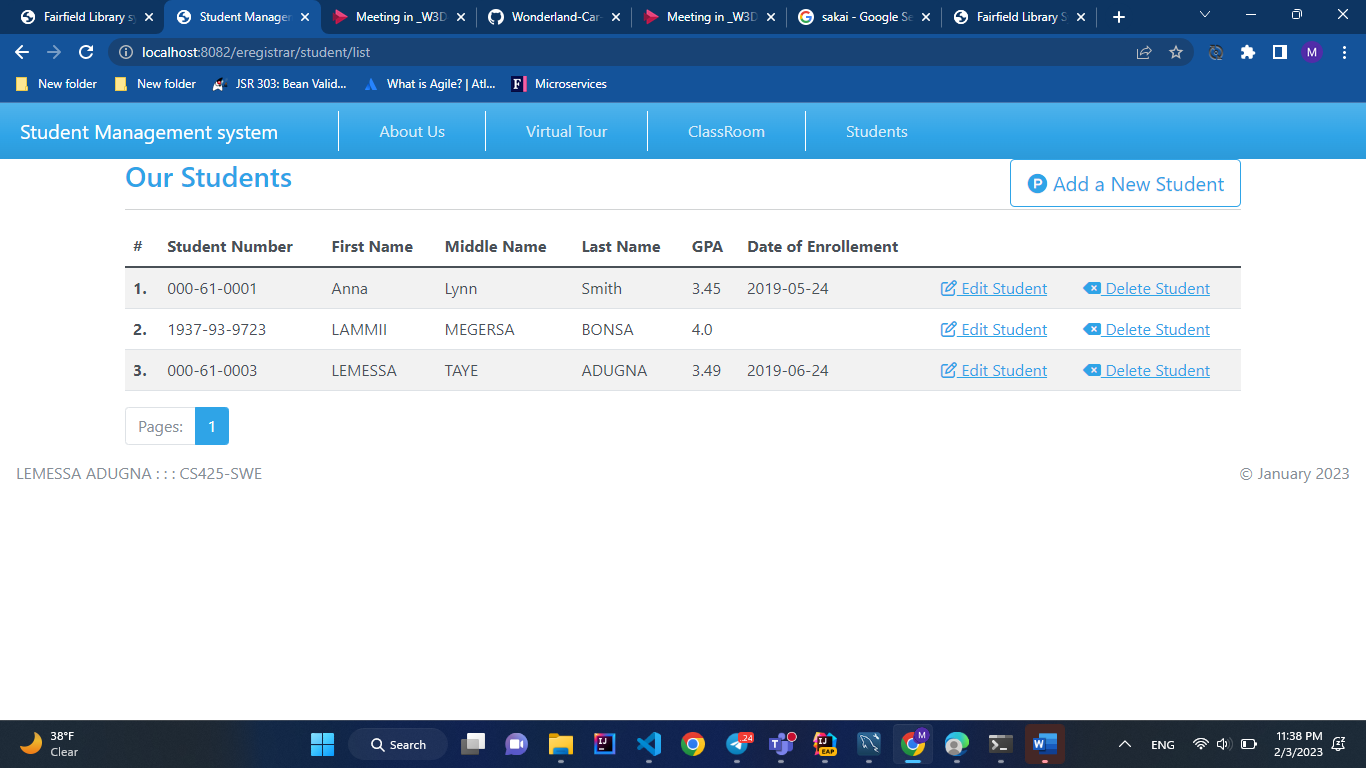 Fairfield Library sy
Student Manager
Meeting in _W3D
Wonderland-Car
Meeting in _W3D
sakai - Google Se
Fairfield Library S
localhost:8082/eregistrar/student/list
M
New folder
New folder
JSR 303: Bean Valid...
What is Agile? | Atl...
Microservices
Student Management system
About Us
Virtual Tour
ClassRoom
Students
Our Students
Add a New Student
# Student Number First Name Middle Name Last Name GPA Date of Enrollement
1. 000-61-0001 Anna Lynn Smith 3.45 2019-05-24 Edit Student Delete Student
2. 1937-93-9723 LAMMII MEGERSA BONSA 4.0 Edit Student Delete Student
3. 000-61-0003 LEMESSA TAYE ADUGNA 3.49 2019-06-24 Edit Student Delete Student
Pages: 1
LEMESSA ADUGNA : : : CS425-SWE
© January 2023
38°F
Clear
Search
24
EAP
M
ENG
11:38 PM
2/3/2023